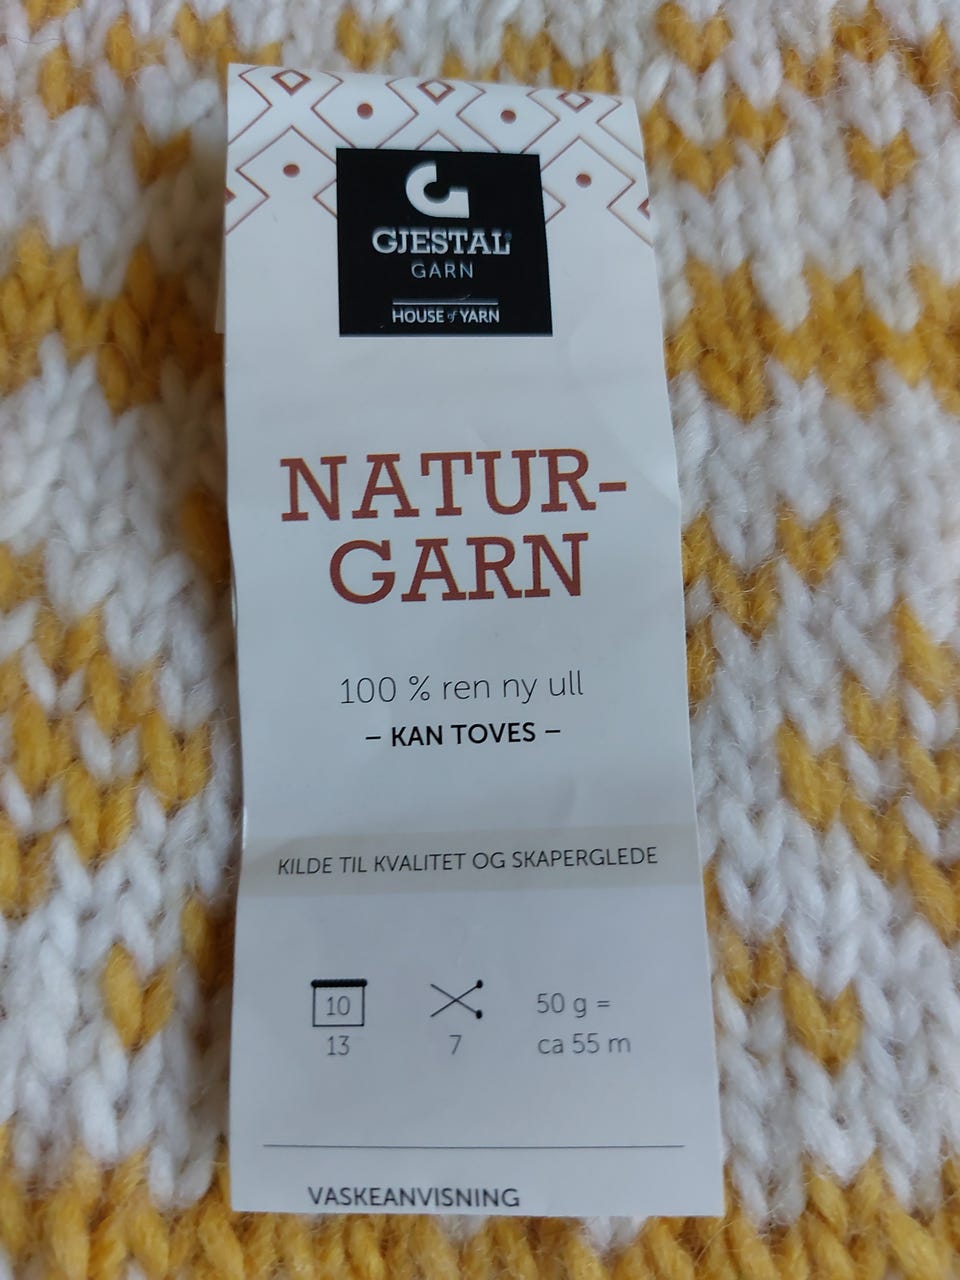 GJESTAL®
GARN
HOUSE of YARN
NATUR-
GARN
100 % ren ny ull
– KAN TOVES –
KILDE TIL KVALITET OG SKAPERGLEDE
10
13
7
50 g =
ca 55 m
VASKEANVISNING